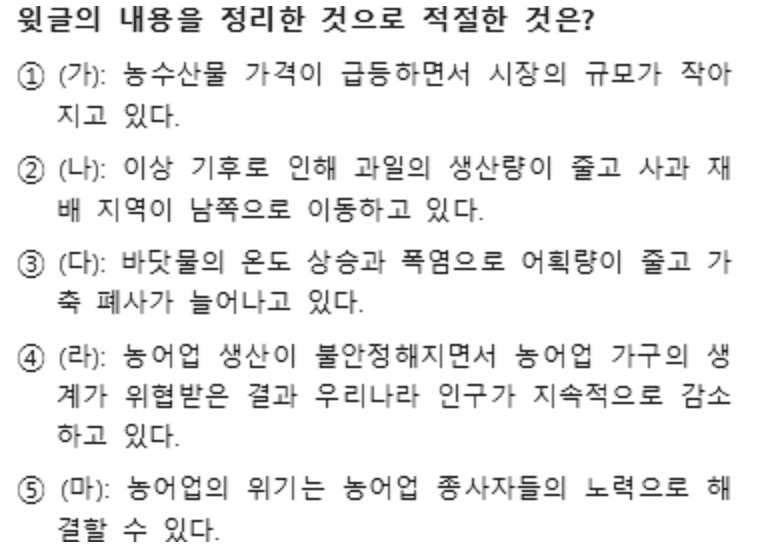 윗글의 내용을 정리한 것으로 적절한 것은?
① (가): 농수산물 가격이 급등하면서 시장의 규모가 작아
지고 있다.
② (나): 이상 기후로 인해 과일의 생산량이 줄고 사과 재
배 지역이 남쪽으로 이동하고 있다.
③ (다): 바닷물의 온도 상승과 폭염으로 어획량이 줄고 가
축 폐사가 늘어나고 있다.
④ (라): 농어업 생산이 불안정해지면서 농어업 가구의 생
계가 위협받은 결과 우리나라 인구가 지속적으로 감소
하고 있다.
⑤ (마): 농어업의 위기는 농어업 종사자들의 노력으로 해
결할 수 있다.